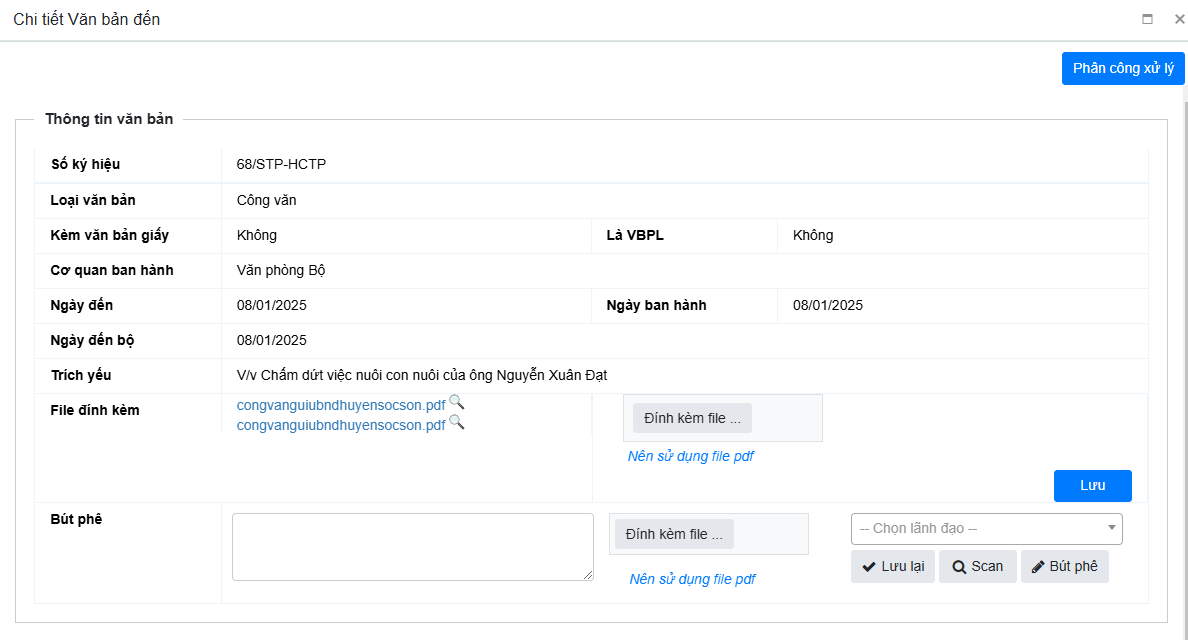 Chi tiết Văn bản đến
Phân công xử lý
Thông tin văn bản
Số ký hiệu 68/STP-HCTP
Loại văn bản Công văn
Kèm văn bản giấy Không Là VBPL Không
Cơ quan ban hành Văn phòng Bộ
Ngày đến 08/01/2025 Ngày ban hành 08/01/2025
Ngày đến bộ 08/01/2025
Trích yếu V/v Chấm dứt việc nuôi con nuôi của ông Nguyễn Xuân Đạt
File đính kèm congvanguiubndhuyensocson.pdf
congvanguiubndhuyensocson.pdf
Đính kèm file ...
Nên sử dụng file pdf
Lưu
Bút phê
Đính kèm file ...
Nên sử dụng file pdf
-- Chọn lãnh đạo --
Lưu lại Scan Bút phê